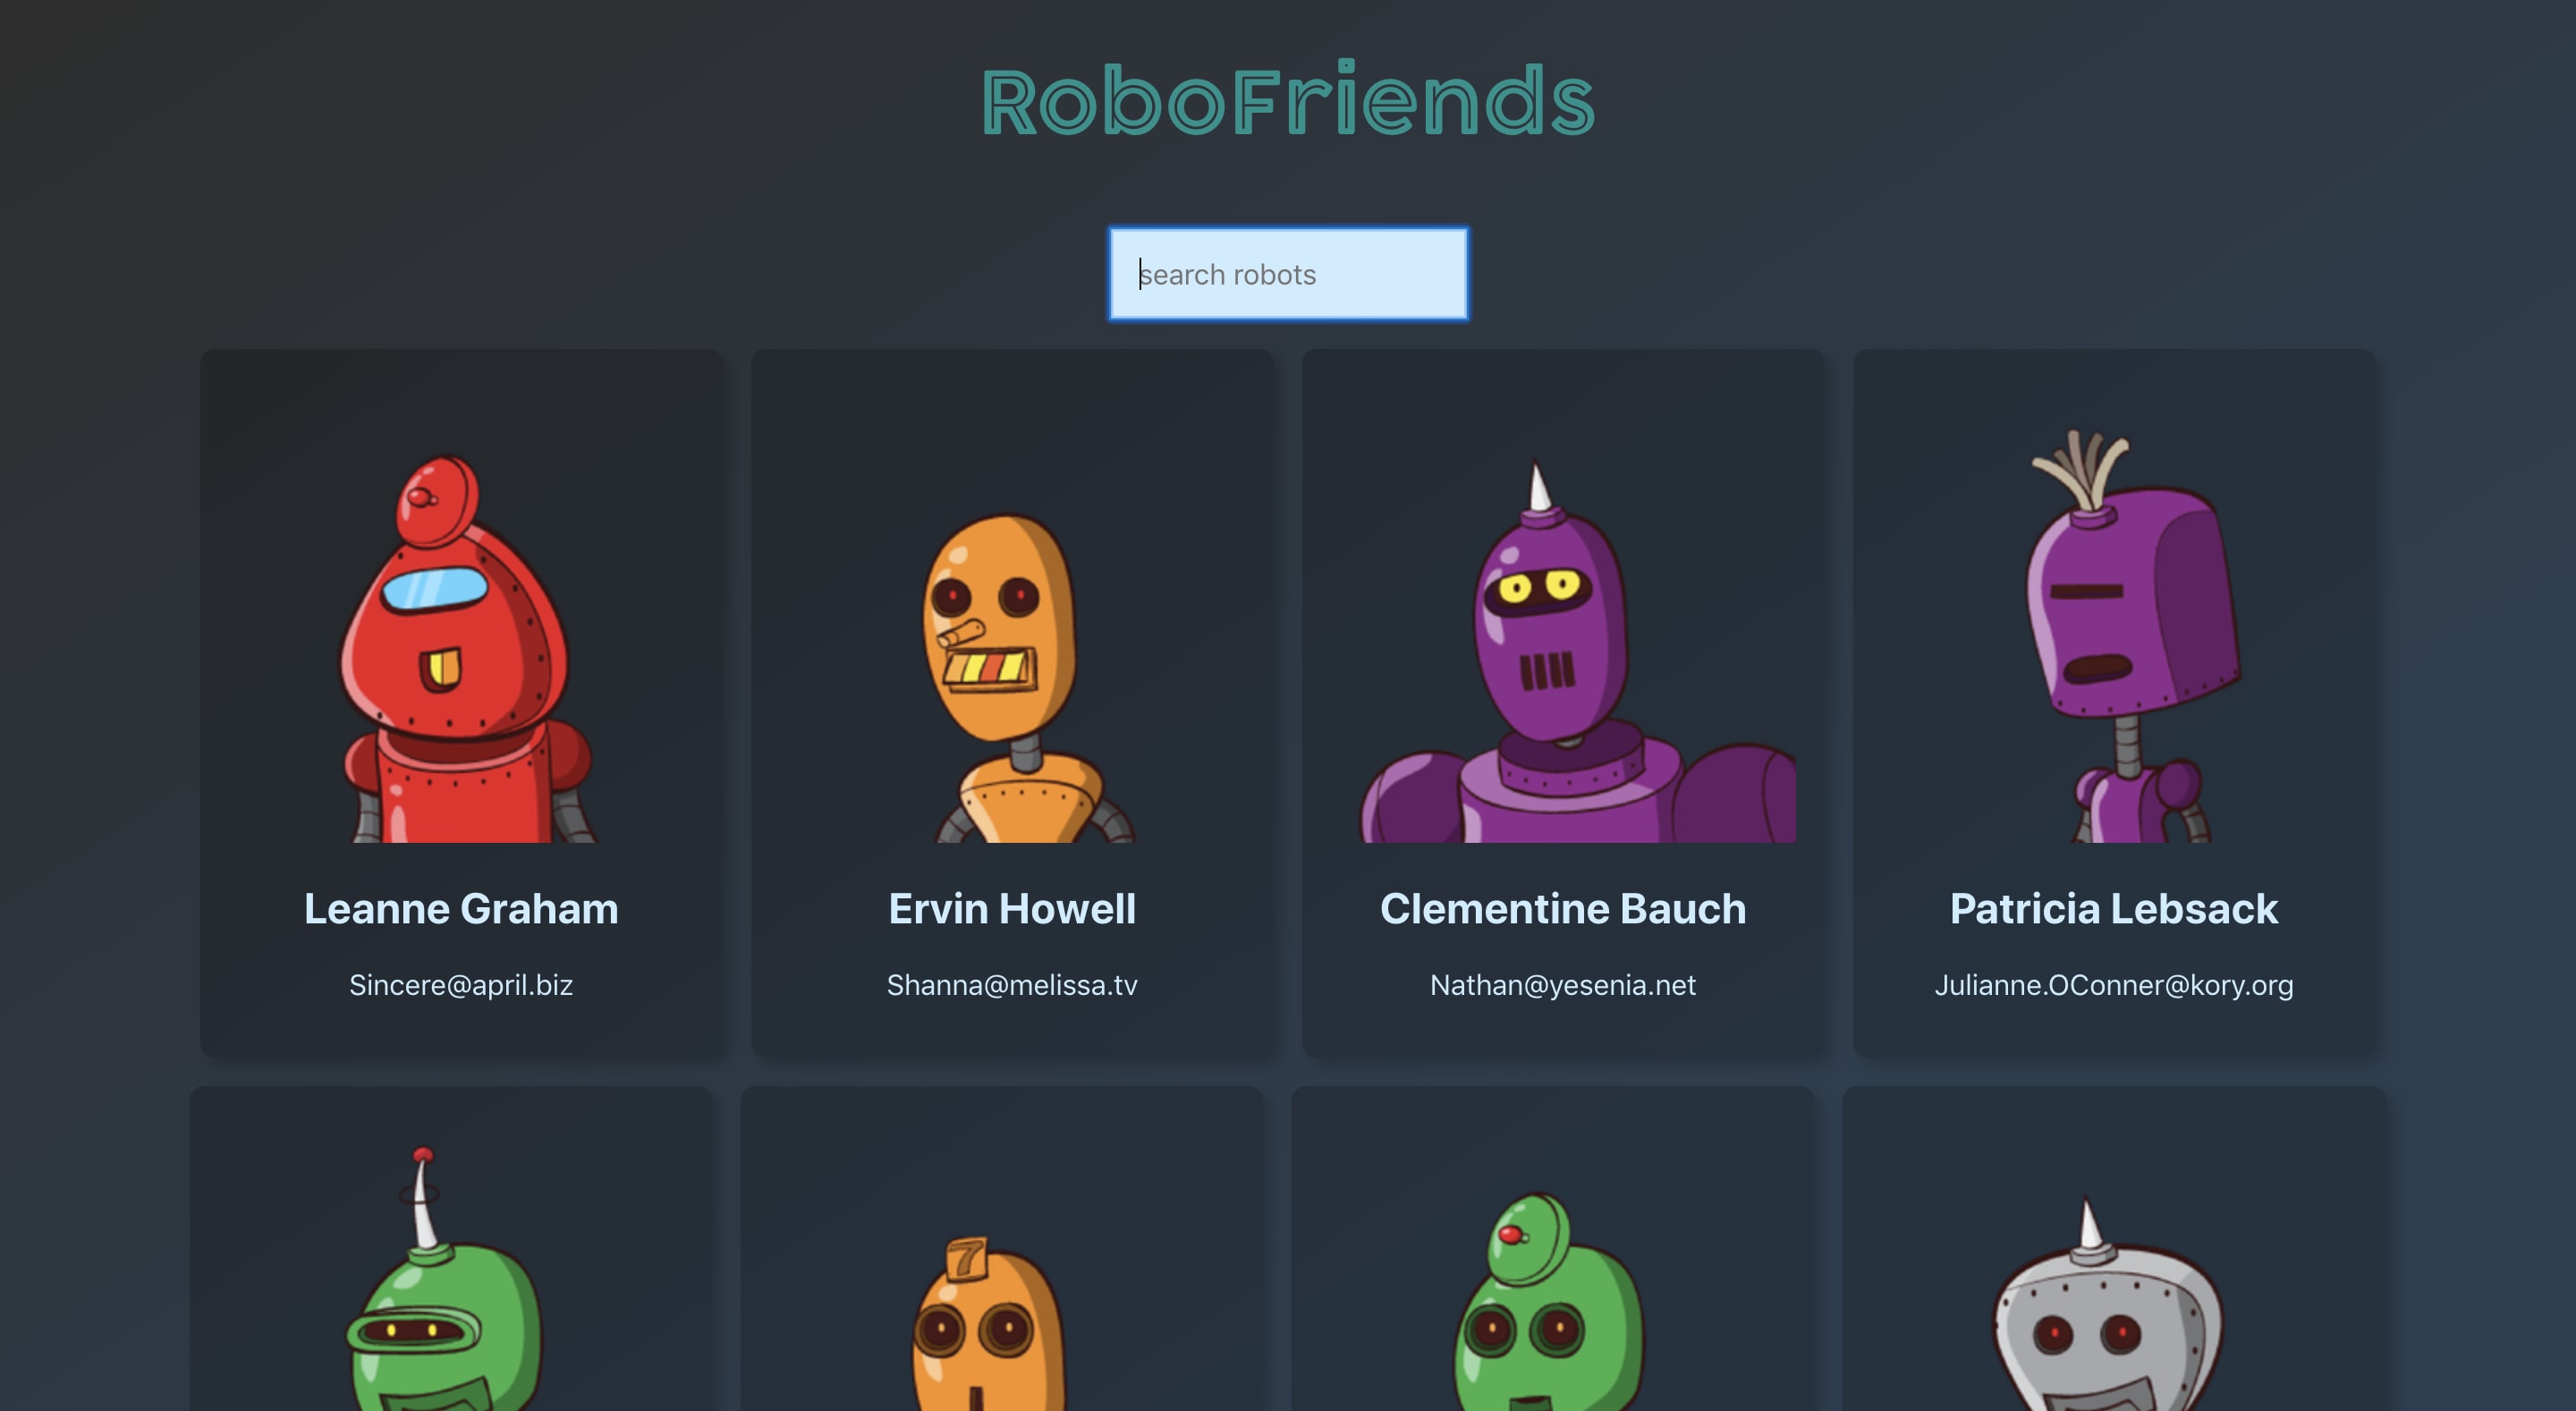 RoboFriends
search robots
Leanne Graham
Sincere@april.biz
Ervin Howell
Shanna@melissa.tv
Clementine Bauch
Nathan@yesenia.net
Patricia Lebsack
Julianne.OConner@kory.org
7